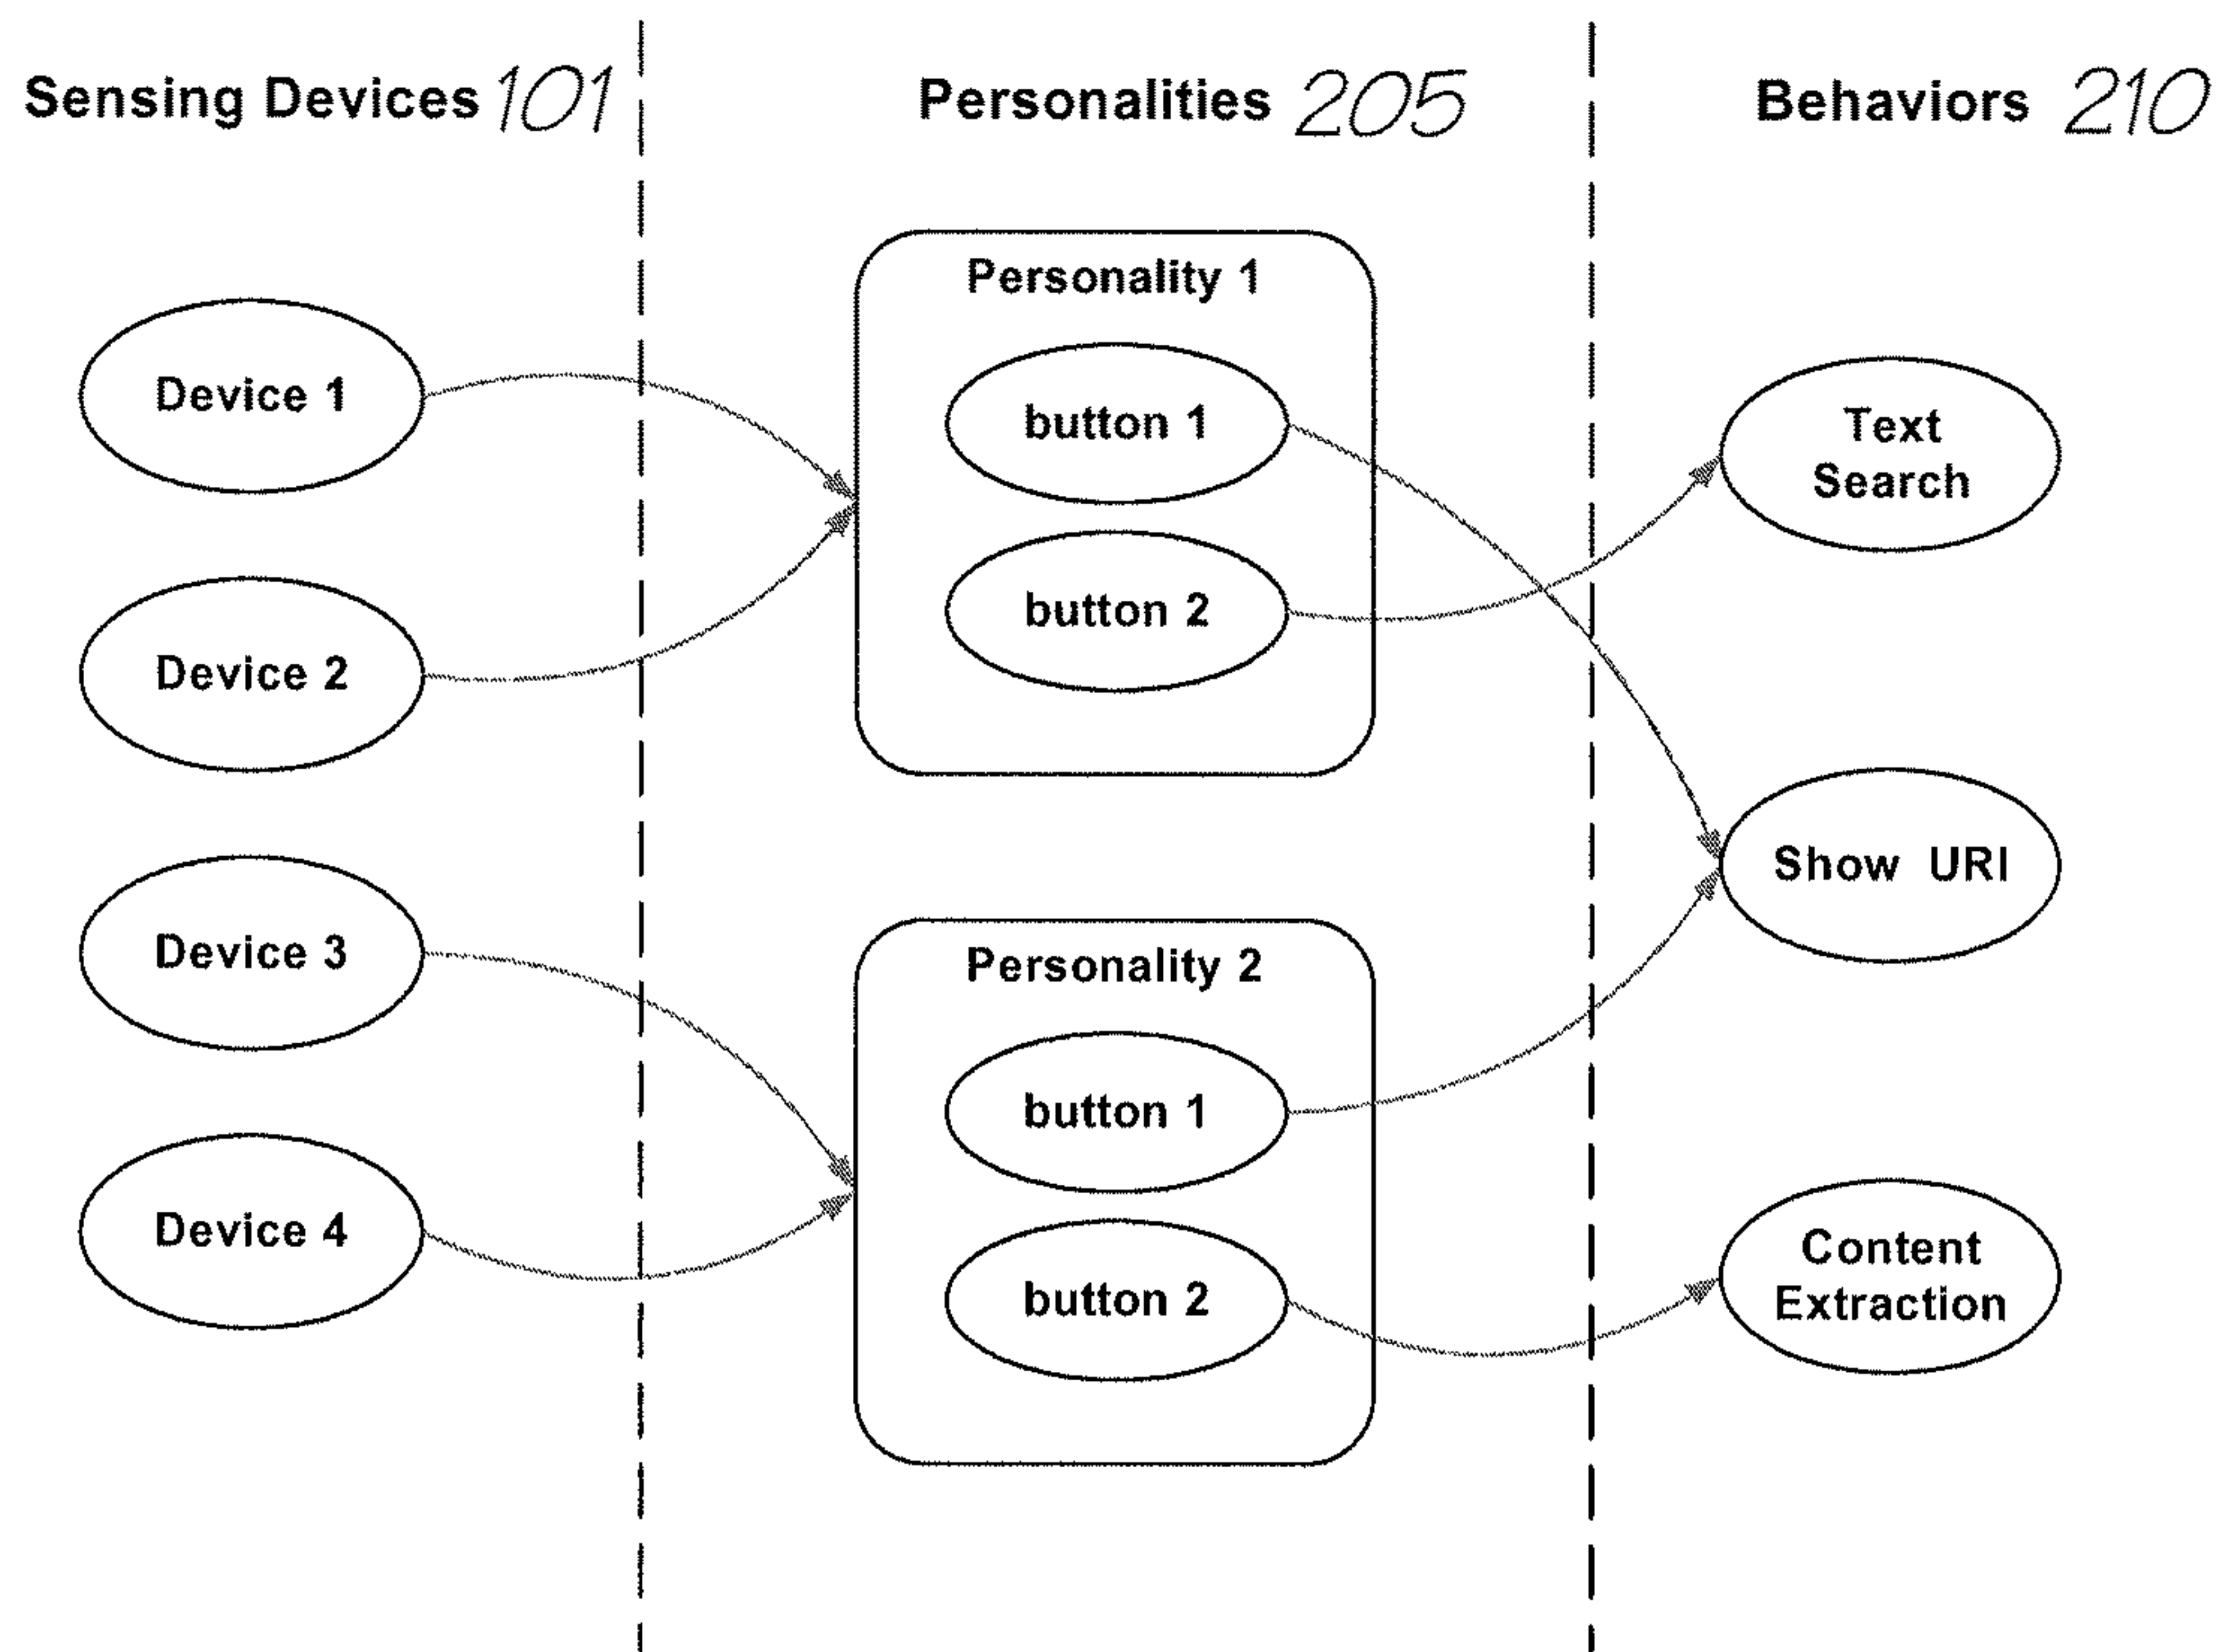 Sensing Devices 101
Personalities 205
Behaviors 210
Device 1
Device 2
Device 3
Device 4
Personality 1
button 1
button 2
Personality 2
button 1
button 2
Text
Search
Show URI
Content
Extraction